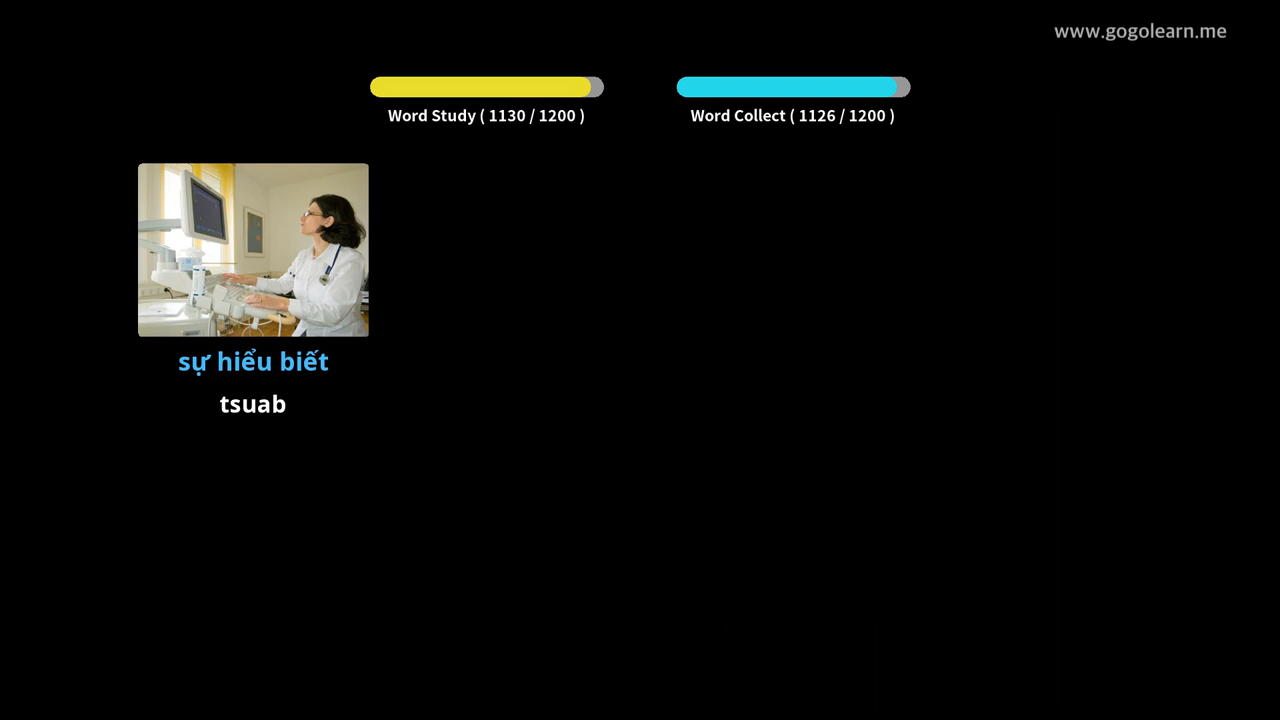 www.gogolearn.me
Word Study ( 1130 / 1200 )
Word Collect ( 1126 / 1200 )
sự hiểu biết
tsuab